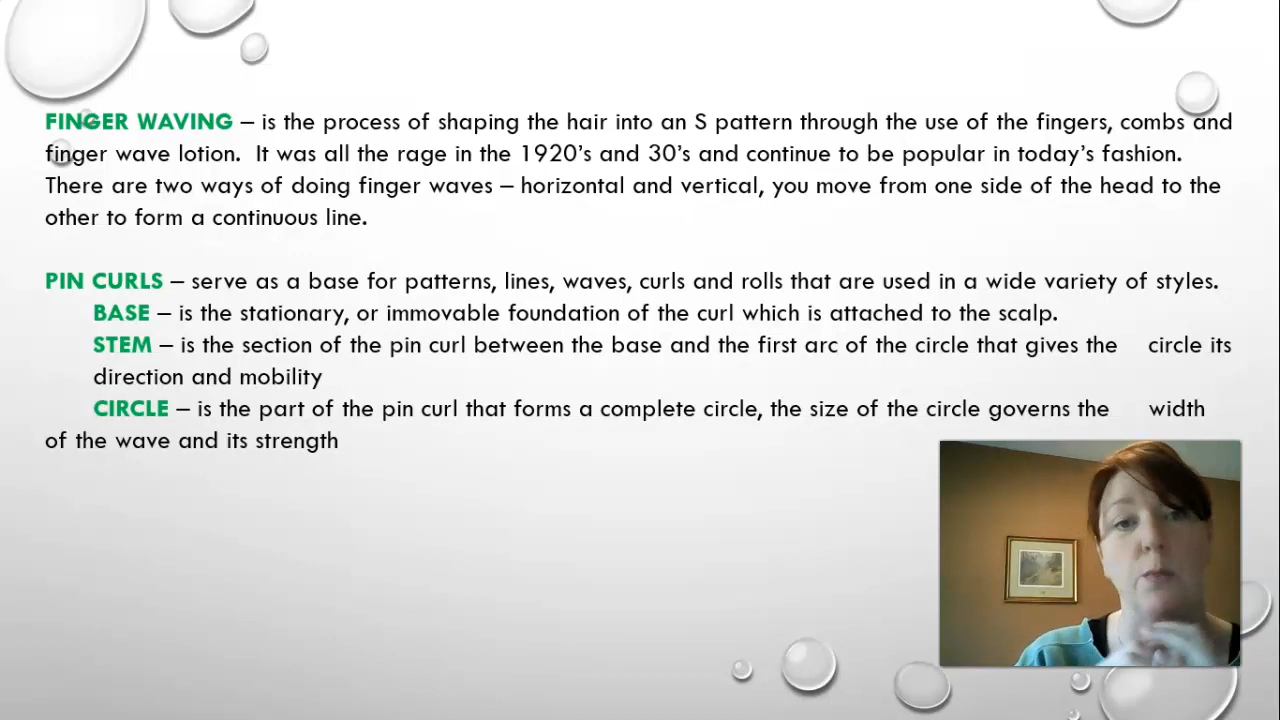 FINGER WAVING – is the process of shaping the hair into an S pattern through the use of the fingers, combs and
finger wave lotion.  It was all the rage in the 1920’s and 30’s and continue to be popular in today’s fashion.
There are two ways of doing finger waves – horizontal and vertical, you move from one side of the head to the
other to form a continuous line.
PIN CURLS – serve as a base for patterns, lines, waves, curls and rolls that are used in a wide variety of styles.
BASE – is the stationary, or immovable foundation of the curl which is attached to the scalp.
STEM – is the section of the pin curl between the base and the first arc of the circle that gives the circle its
direction and mobility
CIRCLE – is the part of the pin curl that forms a complete circle, the size of the circle governs the width
of the wave and its strength